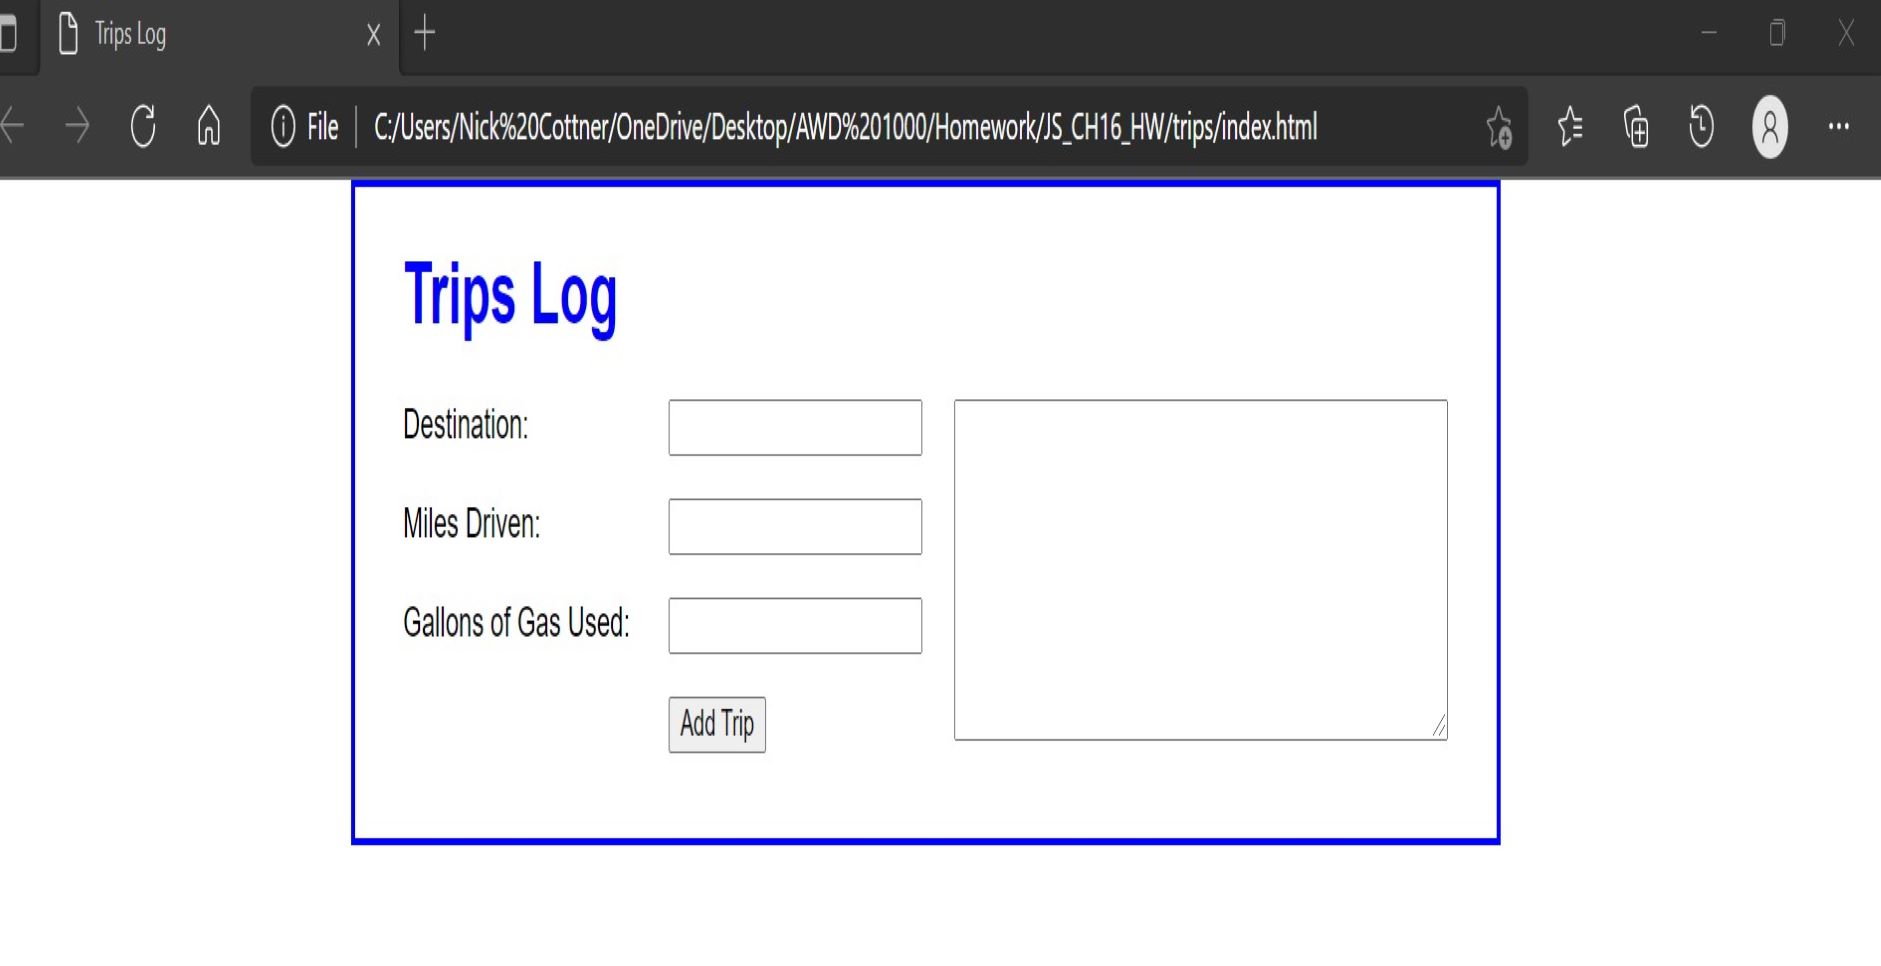 Trips Log
File
C:/Users/Nick%20Cottner/OneDrive/Desktop/AWD%201000/Homework/JS_CH16_HW/trips/index.html
Trips Log
Destination:
Miles Driven:
Gallons of Gas Used:
Add Trip